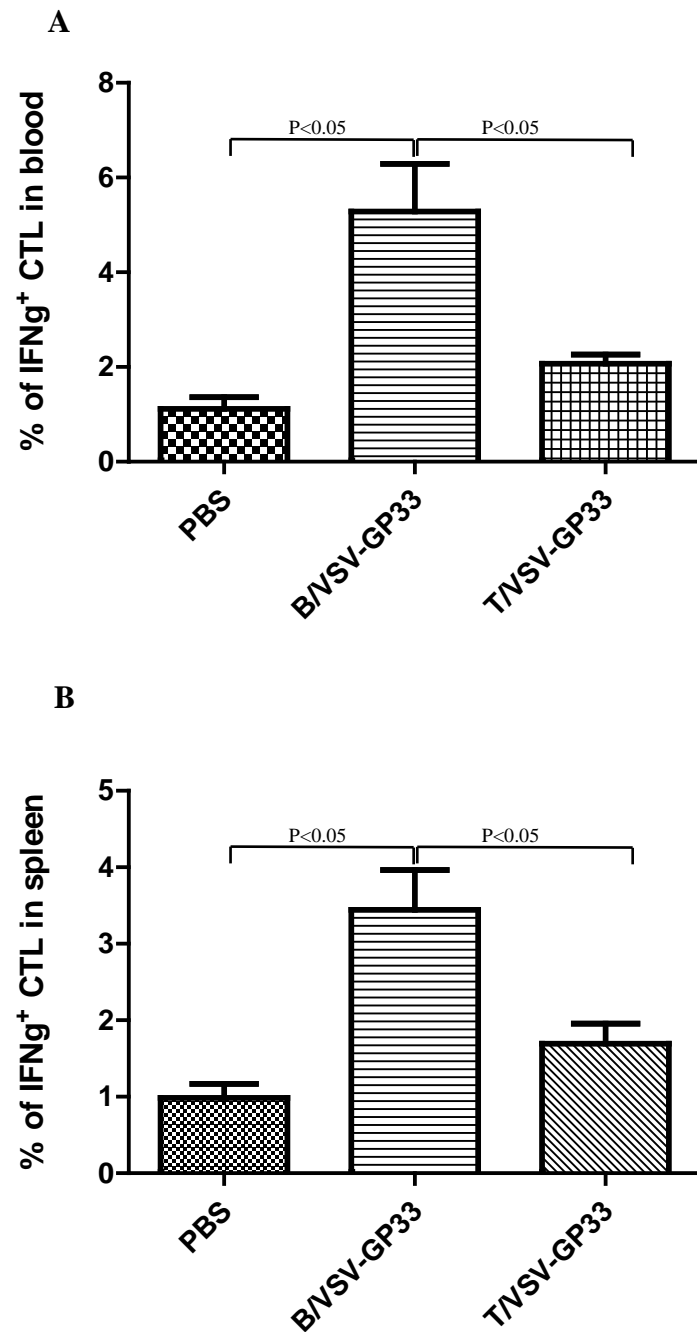 A
% of IFNg+ CTL in blood
8
6
4
2
0
P<0.05 P<0.05
PBS
B/VSV-GP33
T/VSV-GP33
B
% of IFNg+ CTL in spleen
5
4
3
2
1
0
P<0.05 P<0.05
PBS
B/VSV-GP33
T/VSV-GP33